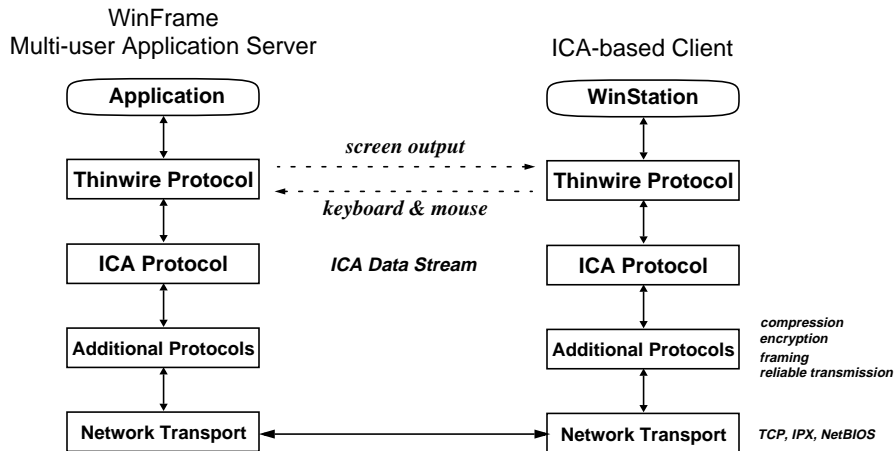 WinFrame
Multi-user Application Server
ICA-based Client
Application
WinStation
screen output
Thinwire Protocol
Thinwire Protocol
keyboard & mouse
ICA Protocol
ICA Data Stream
ICA Protocol
compression
encryption
Additional Protocols
Additional Protocols
framing
reliable transmission
Network Transport
Network Transport
TCP, IPX, NetBIOS